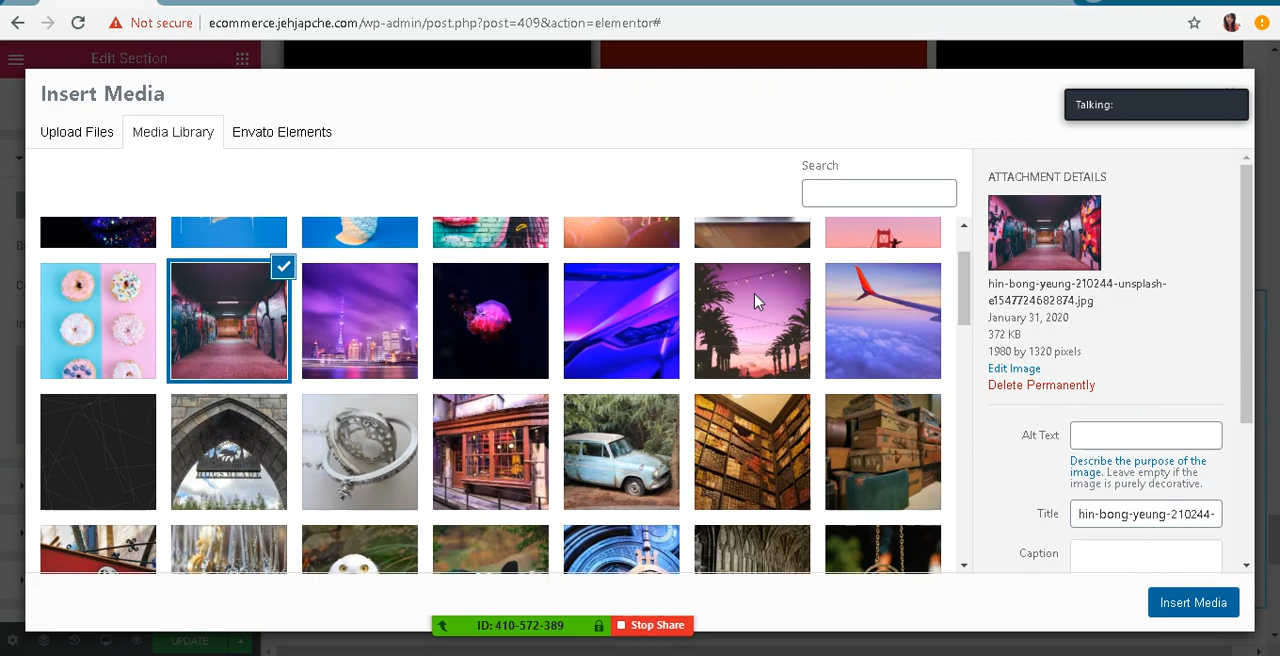 Not secure
ecommerce.jehjapche.com/wp-admin/post.php?post=409&action=elementor#
Edit Section
Insert Media
Talking:
Upload Files
Media Library
Envato Elements
Search
ATTACHMENT DETAILS
hin-bong-yeung-210244-unsplash-
e1547724682874.jpg
January 31, 2020
372 KB
1980 by 1320 pixels
Edit Image
Delete Permanently
Alt Text
Describe the purpose of the
image. Leave empty if the
image is purely decorative.
Title
hin-bong-yeung-210244-
Caption
HOGSMEADE
Insert Media
ID: 410-572-389
Stop Share
UPDATE